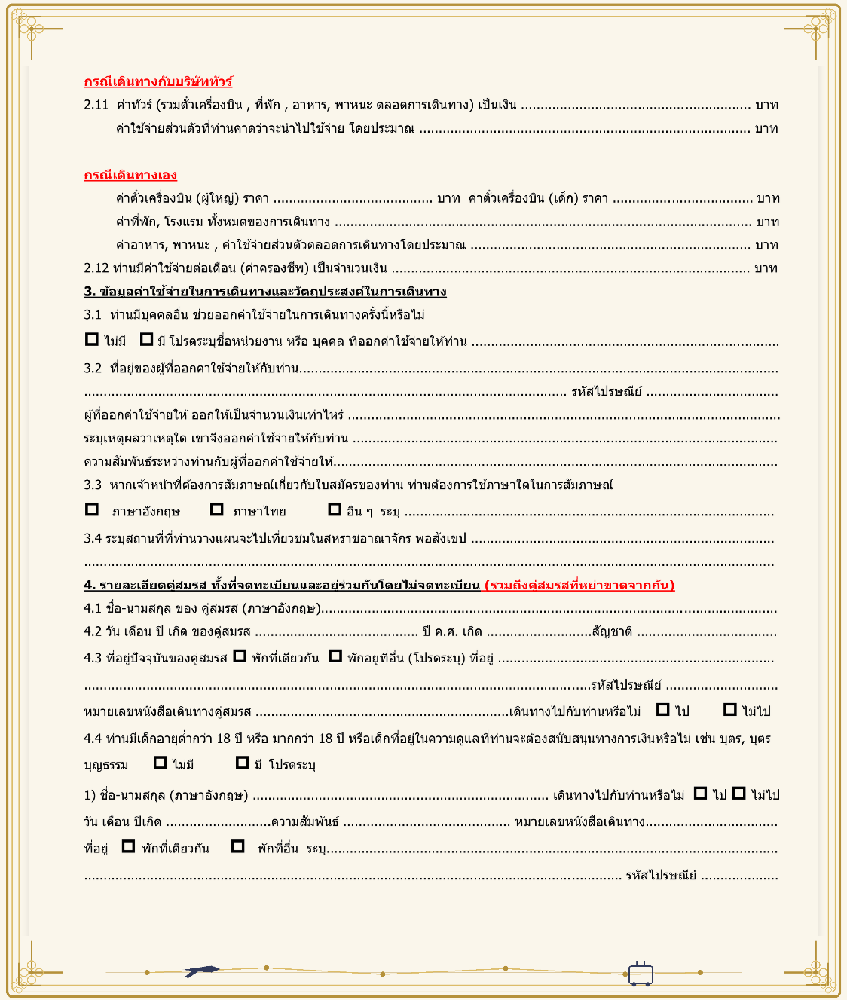 กรณีเดินทางกับบริษัททัวร์
2.11 ค่าทัวร์ (รวมตั๋วเครื่องบิน , ที่พัก , อาหาร, พาหนะ ตลอดการเดินทาง) เป็นเงิน ........................................................... บาท
ค่าใช้จ่ายส่วนตัวที่ท่านคาดว่าจะนำไปใช้จ่าย โดยประมาณ ..................................................................................... บาท
กรณีเดินทางเอง
ค่าตั๋วเครื่องบิน (ผู้ใหญ่) ราคา ......................................... บาท ค่าตั๋วเครื่องบิน (เด็ก) ราคา .................................... บาท
ค่าที่พัก, โรงแรม ทั้งหมดของการเดินทาง ........................................................................................................... บาท
ค่าอาหาร, พาหนะ , ค่าใช้จ่ายส่วนตัวตลอดการเดินทางโดยประมาณ ........................................................................ บาท
2.12 ท่านมีค่าใช้จ่ายต่อเดือน (ค่าครองชีพ) เป็นจำนวนเงิน ............................................................................................ บาท
3. ข้อมูลค่าใช้จ่ายในการเดินทางและวัตถุประสงค์ในการเดินทาง
3.1 ท่านมีบุคคลอื่น ช่วยออกค่าใช้จ่ายในการเดินทางครั้งนี้หรือไม่
☐ ไม่มี ☐ มี โปรดระบุชื่อหน่วยงาน หรือ บุคคล ที่ออกค่าใช้จ่ายให้ท่าน ...............................................................................
3.2 ที่อยู่ของผู้ที่ออกค่าใช้จ่ายให้กับท่าน...........................................................................................................................
............................................................................................................................ รหัสไปรษณีย์ ..................................
ผู้ที่ออกค่าใช้จ่ายให้ ออกให้เป็นจำนวนเงินเท่าไหร่ ...............................................................................................................
ระบุเหตุผลว่าเหตุใด เขาจึงออกค่าใช้จ่ายให้กับท่าน .............................................................................................................
ความสัมพันธ์ระหว่างท่านกับผู้ที่ออกค่าใช้จ่ายให้..................................................................................................................
3.3 หากเจ้าหน้าที่ต้องการสัมภาษณ์เกี่ยวกับใบสมัครของท่าน ท่านต้องการใช้ภาษาใดในการสัมภาษณ์
☐ ภาษาอังกฤษ ☐ ภาษาไทย ☐ อื่น ๆ ระบุ ...............................................................................................
3.4 ระบุสถานที่ที่ท่านวางแผนจะไปเที่ยวชมในสหราชอาณาจักร พอสังเขป ..............................................................................
.................................................................................................................................................................................
4. รายละเอียดคู่สมรส ทั้งที่จดทะเบียนและอยู่ร่วมกันโดยไม่จดทะเบียน (รวมถึงคู่สมรสที่หย่าขาดจากกัน)
4.1 ชื่อ-นามสกุล ของ คู่สมรส (ภาษาอังกฤษ).....................................................................................................................
4.2 วัน เดือน ปี เกิด ของคู่สมรส .......................................... ปี ค.ศ. เกิด ...........................สัญชาติ ....................................
4.3 ที่อยู่ปัจจุบันของคู่สมรส ☐ พักที่เดียวกัน ☐ พักอยู่ที่อื่น (โปรดระบุ) ที่อยู่ .......................................................................
..................................................................................................................................รหัสไปรษณีย์ .............................
หมายเลขหนังสือเดินทางคู่สมรส .................................................................เดินทางไปกับท่านหรือไม่ ☐ ไป ☐ ไม่ไป
4.4 ท่านมีเด็กอายุต่ำกว่า 18 ปี หรือ มากกว่า 18 ปี หรือเด็กที่อยู่ในความดูแลที่ท่านจะต้องสนับสนุนทางการเงินหรือไม่ เช่น บุตร, บุตร
บุญธรรม ☐ ไม่มี ☐ มี โปรดระบุ
1) ชื่อ-นามสกุล (ภาษาอังกฤษ) ............................................................................ เดินทางไปกับท่านหรือไม่ ☐ ไป ☐ ไม่ไป
วัน เดือน ปีเกิด ...........................ความสัมพันธ์ ........................................... หมายเลขหนังสือเดินทาง..................................
ที่อยู่ ☐ พักที่เดียวกัน ☐ พักที่อื่น ระบุ....................................................................................................................
.......................................................................................................................................... รหัสไปรษณีย์ ....................